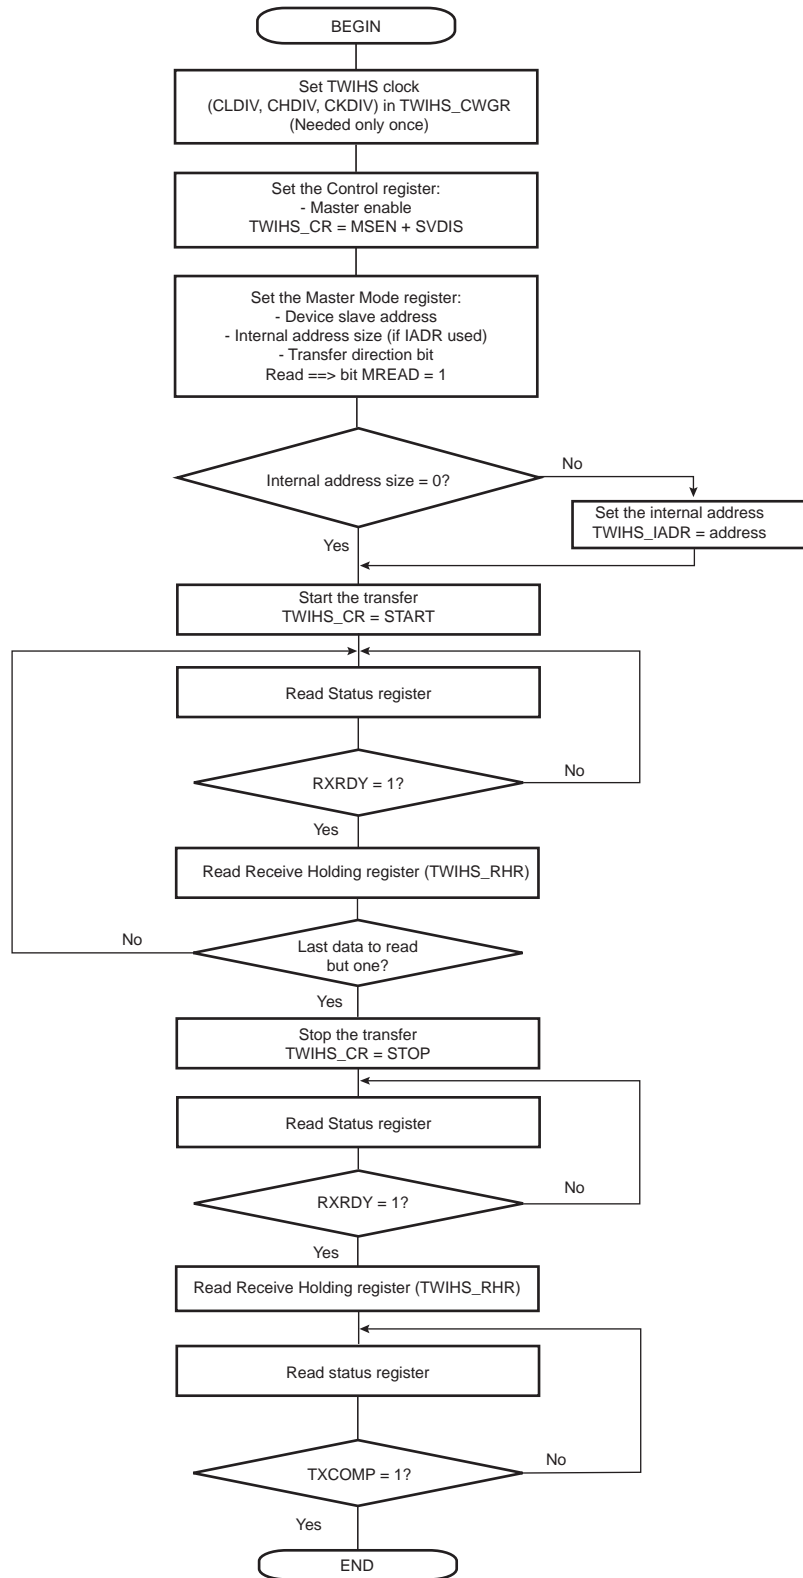 BEGIN
Set TWIHS clock
(CLDIV, CHDIV, CKDIV) in TWIHS_CWGR
(Needed only once)
Set the Control register:
- Master enable
TWIHS_CR = MSEN + SVDIS
Set the Master Mode register:
- Device slave address
- Internal address size (if IADR used)
- Transfer direction bit
Read ==> bit MREAD = 1
Internal address size = 0?
No
Set the internal address
TWIHS_IADR = address
Yes
Start the transfer
TWIHS_CR = START
Read Status register
RXRDY = 1?
No
Yes
Read Receive Holding register (TWIHS_RHR)
Last data to read
but one?
No
Yes
Stop the transfer
TWIHS_CR = STOP
Read Status register
RXRDY = 1?
No
Yes
Read Receive Holding register (TWIHS_RHR)
Read status register
TXCOMP = 1?
No
Yes
END